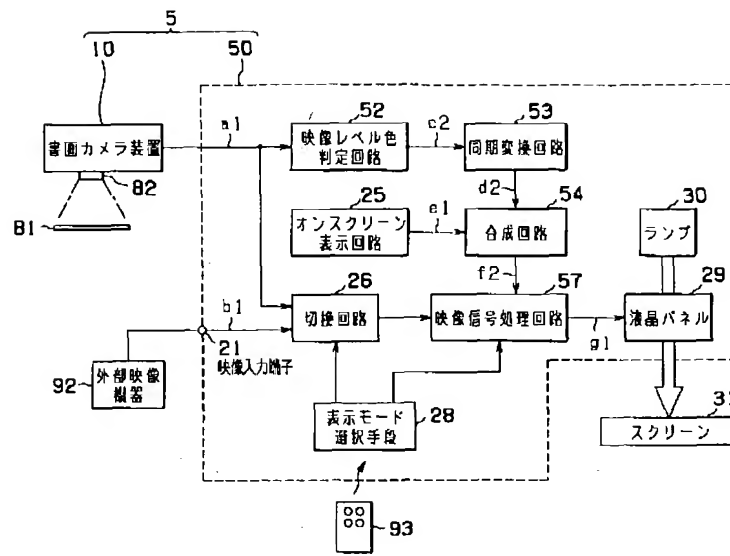 5
10
50
書画カメラ装置
a1
82
81
52
映像レベル色
判定回路
c2
53
同期変換回路
d2
25
オンスクリーン
表示回路
e1
54
合成回路
f2
30
ランプ
26
切換回路
57
映像信号処理回路
g1
29
液晶パネル
b1
21
映像入力端子
92
外部映像
機器
表示モード
選択手段
28
31
スクリーン
93